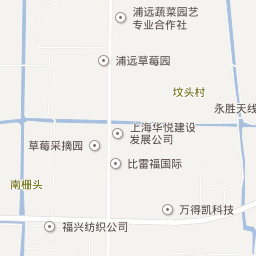 浦远蔬菜园艺
专业合作社
浦远草莓园
坟头村
永胜天线
上海华悦建设
发展公司
草莓采摘园
比雷福国际
南栅头
万得凯科技
福兴纺织公司